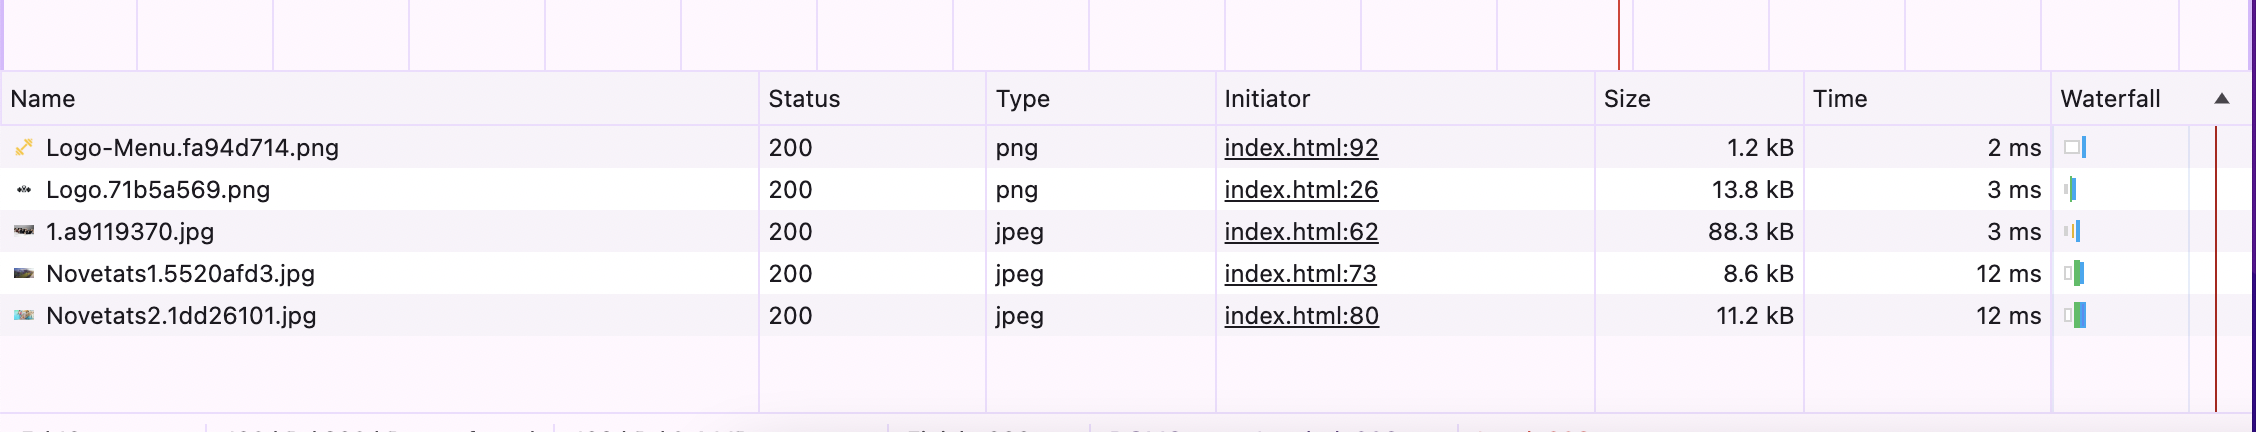 Name Status Type Initiator Size Time Waterfall ▲
Logo-Menu.fa94d714.png 200 png index.html:92 1.2 kB 2 ms
Logo.71b5a569.png 200 png index.html:26 13.8 kB 3 ms
1.a9119370.jpg 200 jpeg index.html:62 88.3 kB 3 ms
Novetats1.5520afd3.jpg 200 jpeg index.html:73 8.6 kB 12 ms
Novetats2.1dd26101.jpg 200 jpeg index.html:80 11.2 kB 12 ms